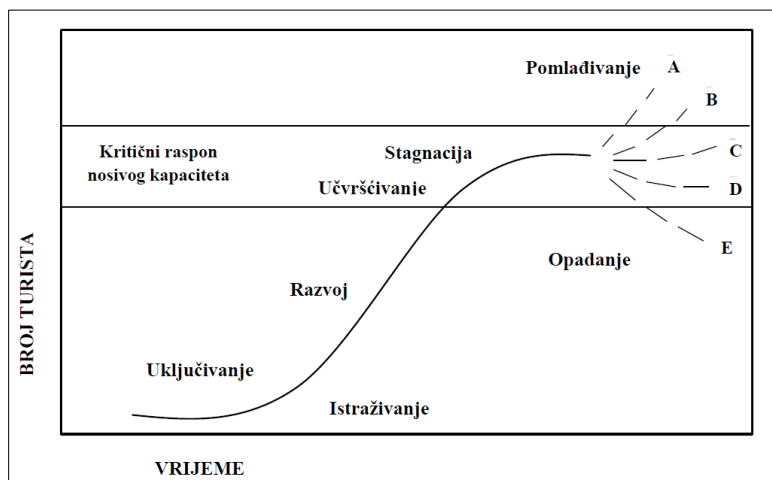 Pomlađivanje
A
B
Kritični raspon
nosivog kapaciteta
Stagnacija
C
Učvršćivanje
D
E
Opadanje
Razvoj
Uključivanje
Istraživanje
BROJ TURISTA
VRIJEME